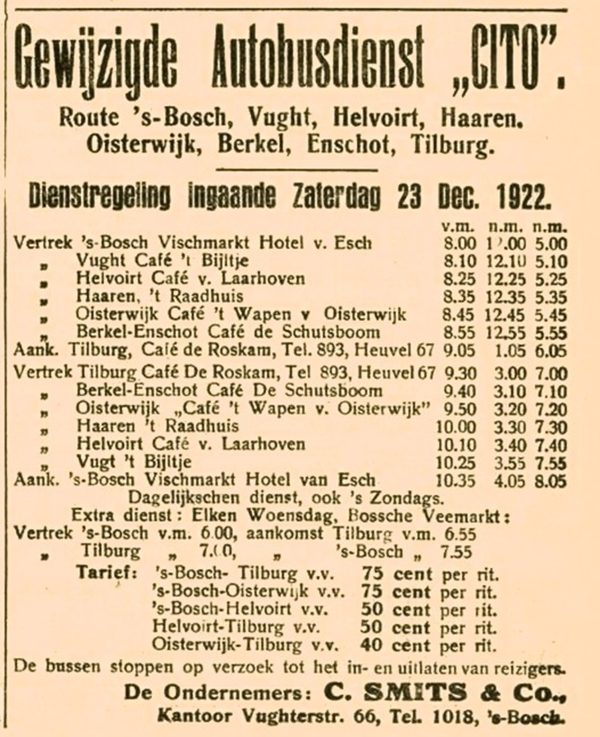 Gewijzigde Autobusdienst „CITO”.
Route 's-Bosch, Vught, Helvoirt, Haaren.
Oisterwijk, Berkel, Enschot, Tilburg.
Dienstregeling ingaande Zaterdag 23 Dec. 1922.
v.m. n.m. n.m.
Vertrek 's-Bosch Vischmarkt Hotel v. Esch 8.00 5.00
„ Vught Café 't Bijltje 8.10 12.10 5.10
„ Helvoirt Café v. Laarhoven 8.25 12.25 5.25
„ Haaren, 't Raadhuis 8.35 12.35 5.35
„ Oisterwijk Café 't Wapen v Oisterwijk 8.45 12.45 5.45
„ Berkel-Enschot Café de Schutsboom 8.55 12.55 5.55
Aank. Tilburg, Café de Roskam, Tel. 893, Heuvel 67 9.05 1.05 6.05
Vertrek Tilburg Café De Roskam, Tel 893, Heuvel 67 9.30 3.00 7.00
„ Berkel-Enschot Café De Schutsboom 9.40 3.10 7.10
„ Oisterwijk „Café 't Wapen v. Oisterwijk” 9.50 3.20 7.20
„ Haaren 't Raadhuis 10.00 3.30 7.30
„ Helvoirt Café v. Laarhoven 10.10 3.40 7.40
„ Vugt 't Bijltje 10.25 3.55 7.55
Aank. 's-Bosch Vischmarkt Hotel van Esch 10.35 4.05 8.05
Dagelijkschen dienst, ook 's Zondags.
Extra dienst: Elken Woensdag, Bossche Veemarkt:
Vertrek 's-Bosch v.m. 6.00, aankomst Tilburg v.m. 6.55
„ Tilburg „ „ 's-Bosch „ 7.55
Tarief: 's-Bosch- Tilburg v.v. 75 cent per rit.
's-Bosch-Oisterwijk v.v. 75 cent per rit.
's-Bosch-Helvoirt v.v. 50 cent per rit.
Helvoirt-Tilburg v.v. 50 cent per rit.
Oisterwijk-Tilburg v.v. 40 cent per rit.
De bussen stoppen op verzoek tot het in- en uitlaten van reizigers.
De Ondernemers: C. SMITS & Co.,
Kantoor Vughterstr. 66, Tel. 1018, 's-Bosch.